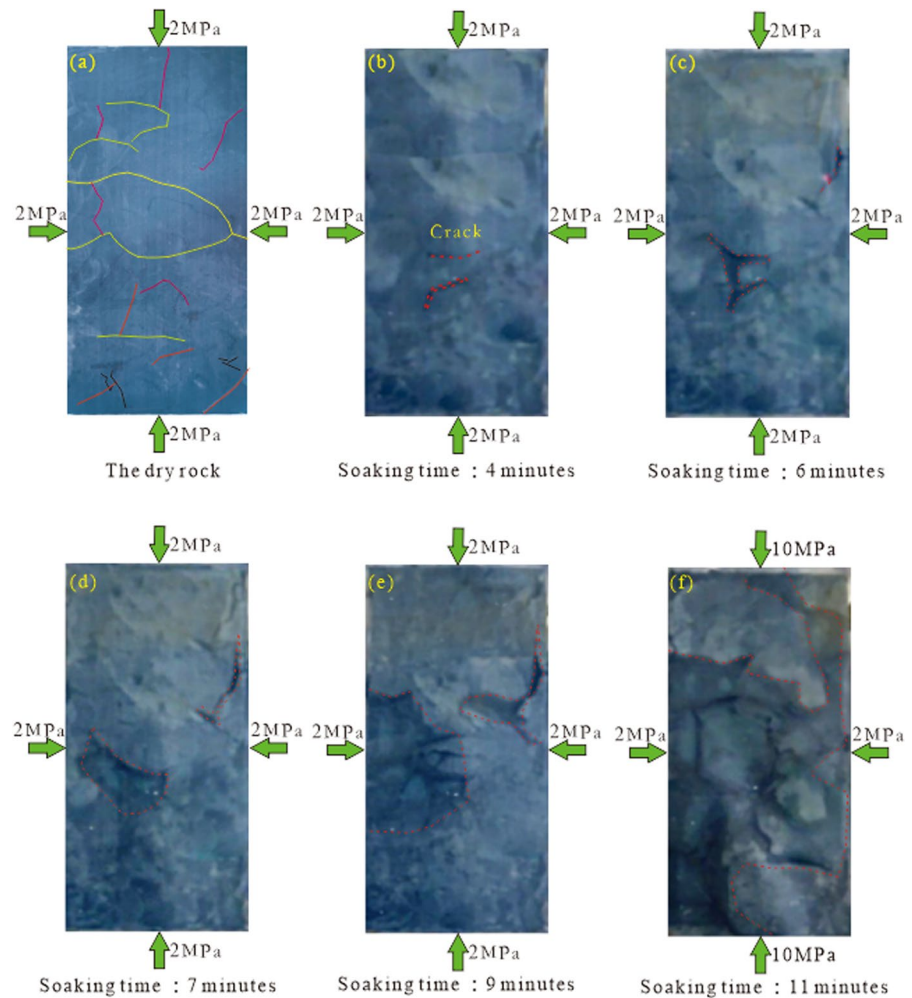 2MPa
2MPa
2MPa
(a)
(b)
(c)
2MPa
2MPa
2MPa
2MPa
2MPa
2MPa
Crack
2MPa
2MPa
2MPa
The dry rock
Soaking time : 4 minutes
Soaking time : 6 minutes
2MPa
2MPa
10MPa
(d)
(e)
(f)
2MPa
2MPa
2MPa
2MPa
2MPa
2MPa
2MPa
2MPa
10MPa
Soaking time : 7 minutes
Soaking time : 9 minutes
Soaking time : 11 minutes